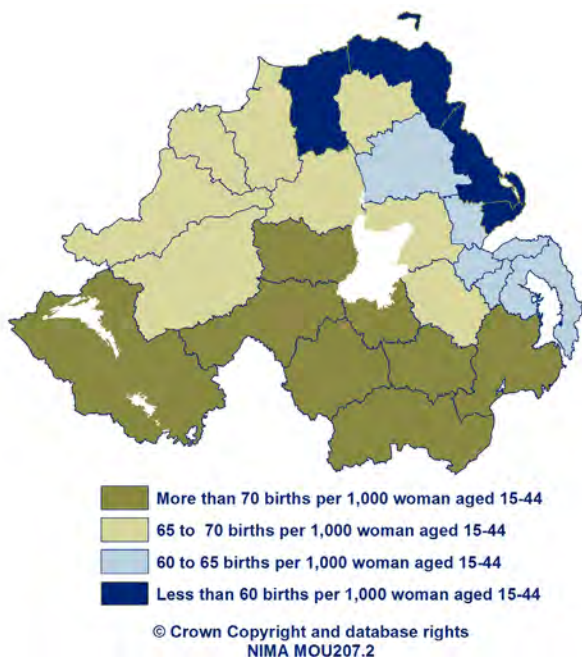 More than 70 births per 1,000 woman aged 15-44
65 to 70 births per 1,000 woman aged 15-44
60 to 65 births per 1,000 woman aged 15-44
Less than 60 births per 1,000 woman aged 15-44
© Crown Copyright and database rights
NIMA MOU207.2